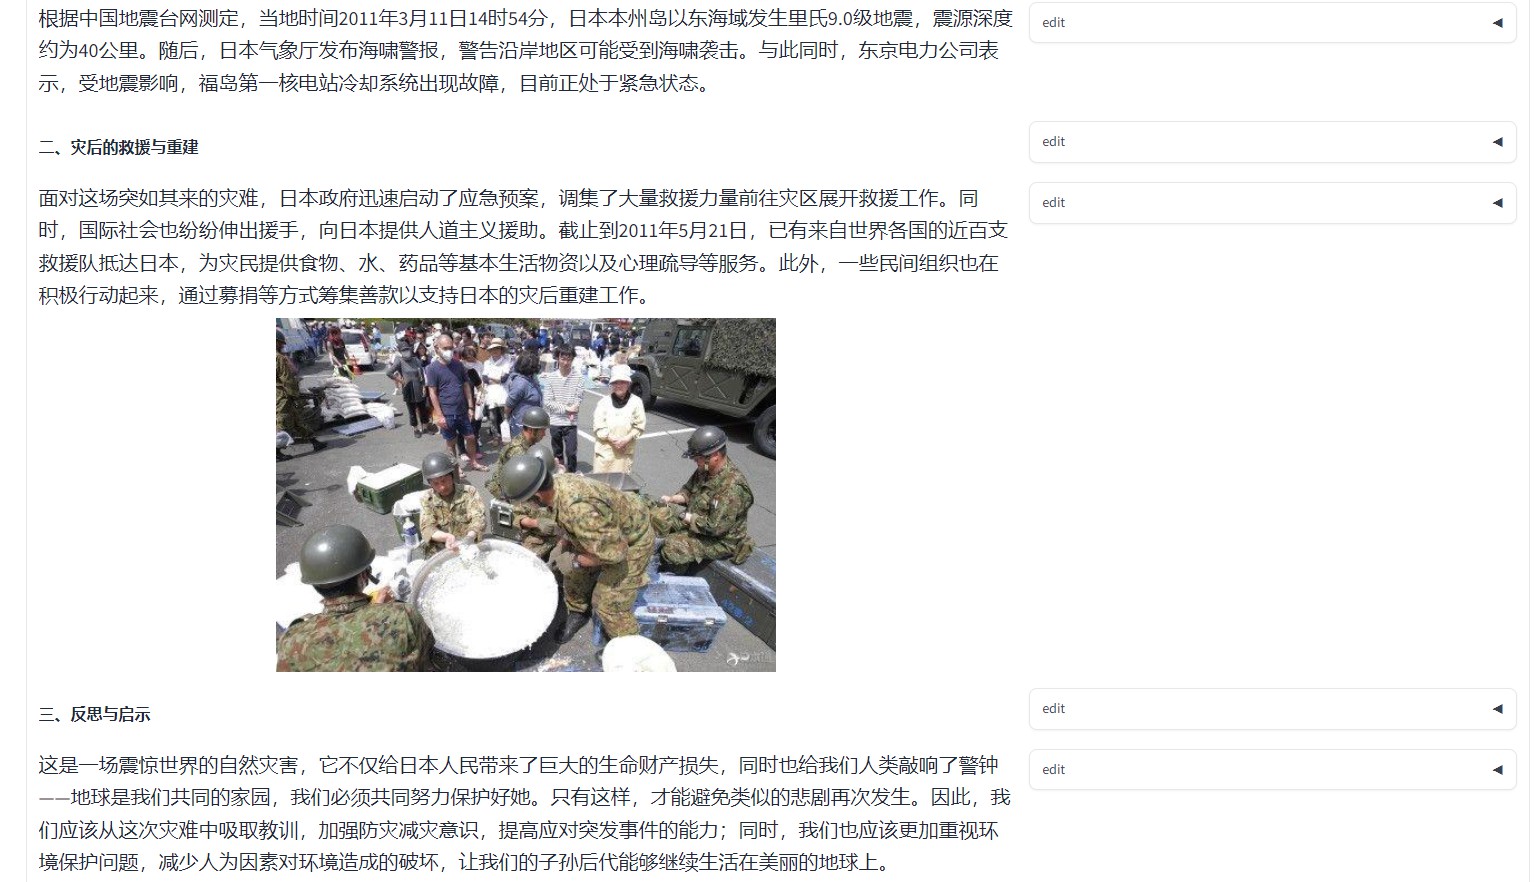 根据中国地震台网测定，当地时间2011年3月11日14时54分，日本本州岛以东海域发生里氏9.0级地震，震源深度
约为40公里。随后，日本气象厅发布海啸警报，警告沿岸地区可能受到海啸袭击。与此同时，东京电力公司表
示，受地震影响，福岛第一核电站冷却系统出现故障，目前正处于紧急状态。
edit
二、灾后的救援与重建
edit
面对这场突如其来的灾难，日本政府迅速启动了应急预案，调集了大量救援力量前往灾区展开救援工作。同
时，国际社会也纷纷伸出援手，向日本提供人道主义援助。截止到2011年5月21日，已有来自世界各国的近百支
救援队抵达日本，为灾民提供食物、水、药品等基本生活物资以及心理疏导等服务。此外，一些民间组织也在
积极行动起来，通过募捐等方式筹集善款以支持日本的灾后重建工作。
edit
三、反思与启示
edit
这是一场震惊世界的自然灾害，它不仅给日本人民带来了巨大的生命财产损失，同时也给我们人类敲响了警钟
——地球是我们共同的家园，我们必须共同努力保护好她。只有这样，才能避免类似的悲剧再次发生。因此，我
们应该从这次灾难中吸取教训，加强防灾减灾意识，提高应对突发事件的能力；同时，我们也应该更加重视环
境保护问题，减少人为因素对环境造成的破坏，让我们的子孙后代能够继续生活在美丽的地球上。
edit